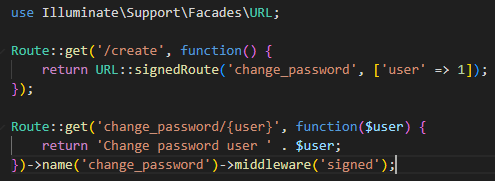 use Illuminate\Support\Facades\URL;
Route::get('/create', function() {
    return URL::signedRoute('change_password', ['user' => 1]);
});
Route::get('change_password/{user}', function($user) {
    return 'Change password user ' . $user;
})->name('change_password')->middleware('signed');